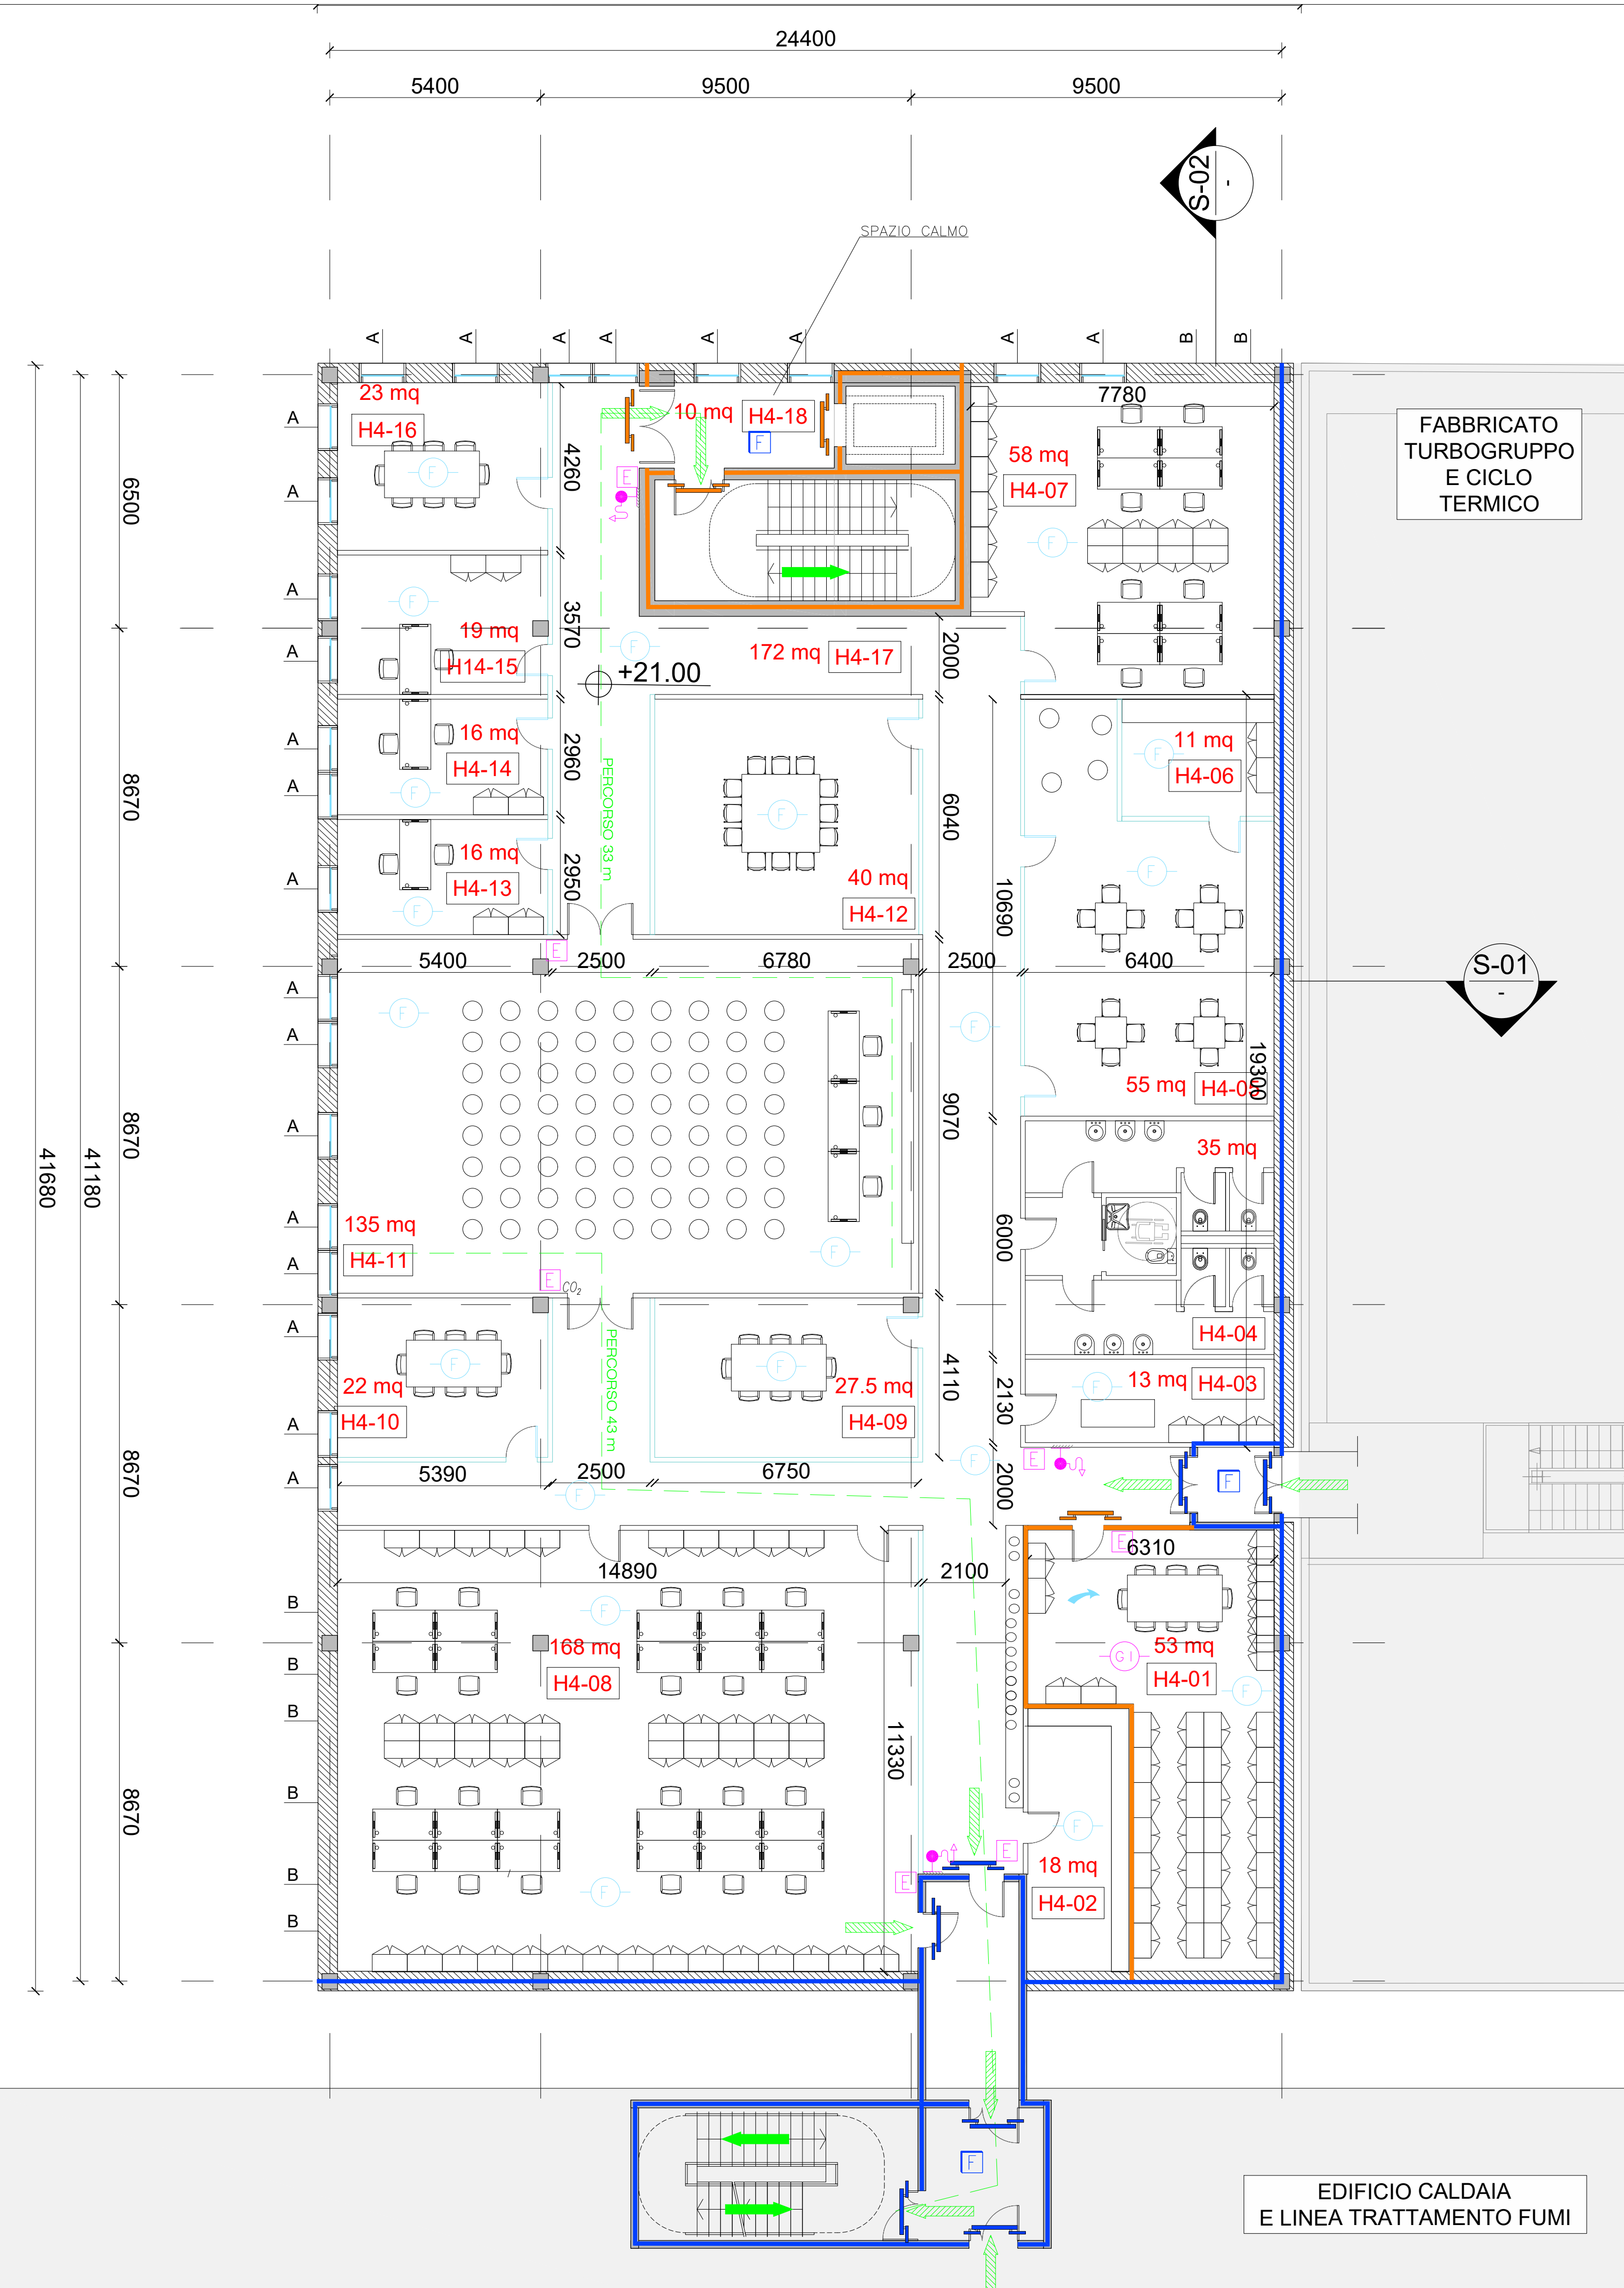 24400
5400
9500
9500
S-02
-
SPAZIO CALMO
A
A
A
A
A
A
A
A
B
B
23 mq
H4-16
10 mq
H4-18
F
7780
FABBRICATO
TURBOGRUPPO
E CICLO
TERMICO
A
4260
58 mq
H4-07
F
E
6500
A
F
F
A
3570
19 mq
H14-15
F
172 mq
H4-17
2000
A
+21.00
16 mq
H4-14
F
A
A
2960
PERCORSO 33 m
F
11 mq
H4-06
F
8670
6040
16 mq
H4-13
F
A
2950
40 mq
H4-12
10690
F
E
5400
2500
6780
2500
6400
S-01
-
A
A
F
F
19300
55 mq
H4-05
9070
8670
A
35 mq
41680
41180
135 mq
H4-11
A
A
F
6000
E
CO2
A
22 mq
H4-10
F
PERCORSO 43 m
F
27.5 mq
H4-09
4110
H4-04
13 mq
H4-03
F
2130
A
A
5390
2500
6750
F
F
2000
E
F
8670
14890
2100
E
6310
B
F
168 mq
H4-08
53 mq
H4-01
G I
F
B
B
11330
B
8670
B
B
F
F
18 mq
H4-02
E
E
F
EDIFICIO CALDAIA
E LINEA TRATTAMENTO FUMI